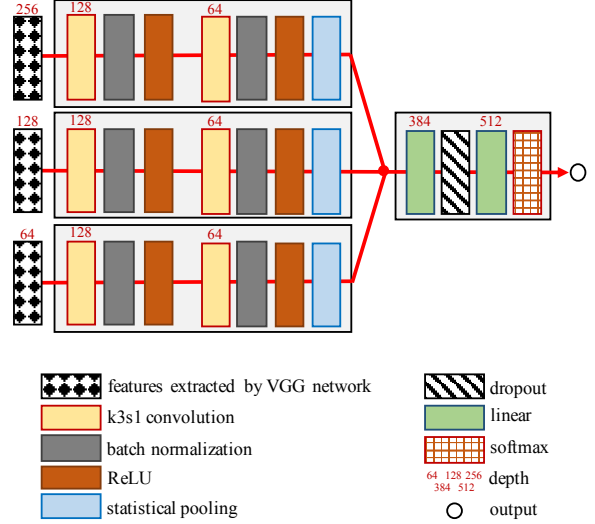 256
128
64
128
128
64
384
512
64
128
64
features extracted by VGG network
k3s1 convolution
batch normalization
ReLU
statistical pooling
dropout
linear
softmax
64 128 256
384 512
depth
output